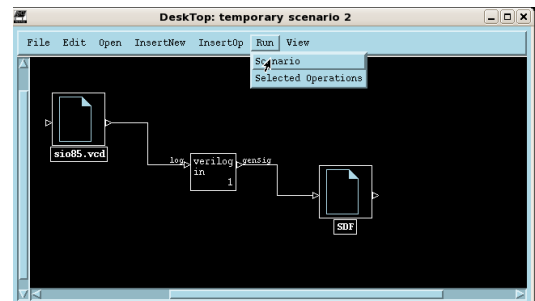 DeskTop: temporary scenario 2
File Edit Open InsertNew InsertOp Run View
Scenario
Selected Operations
sio85.vcd
log verilog genSig
in
1
SDF